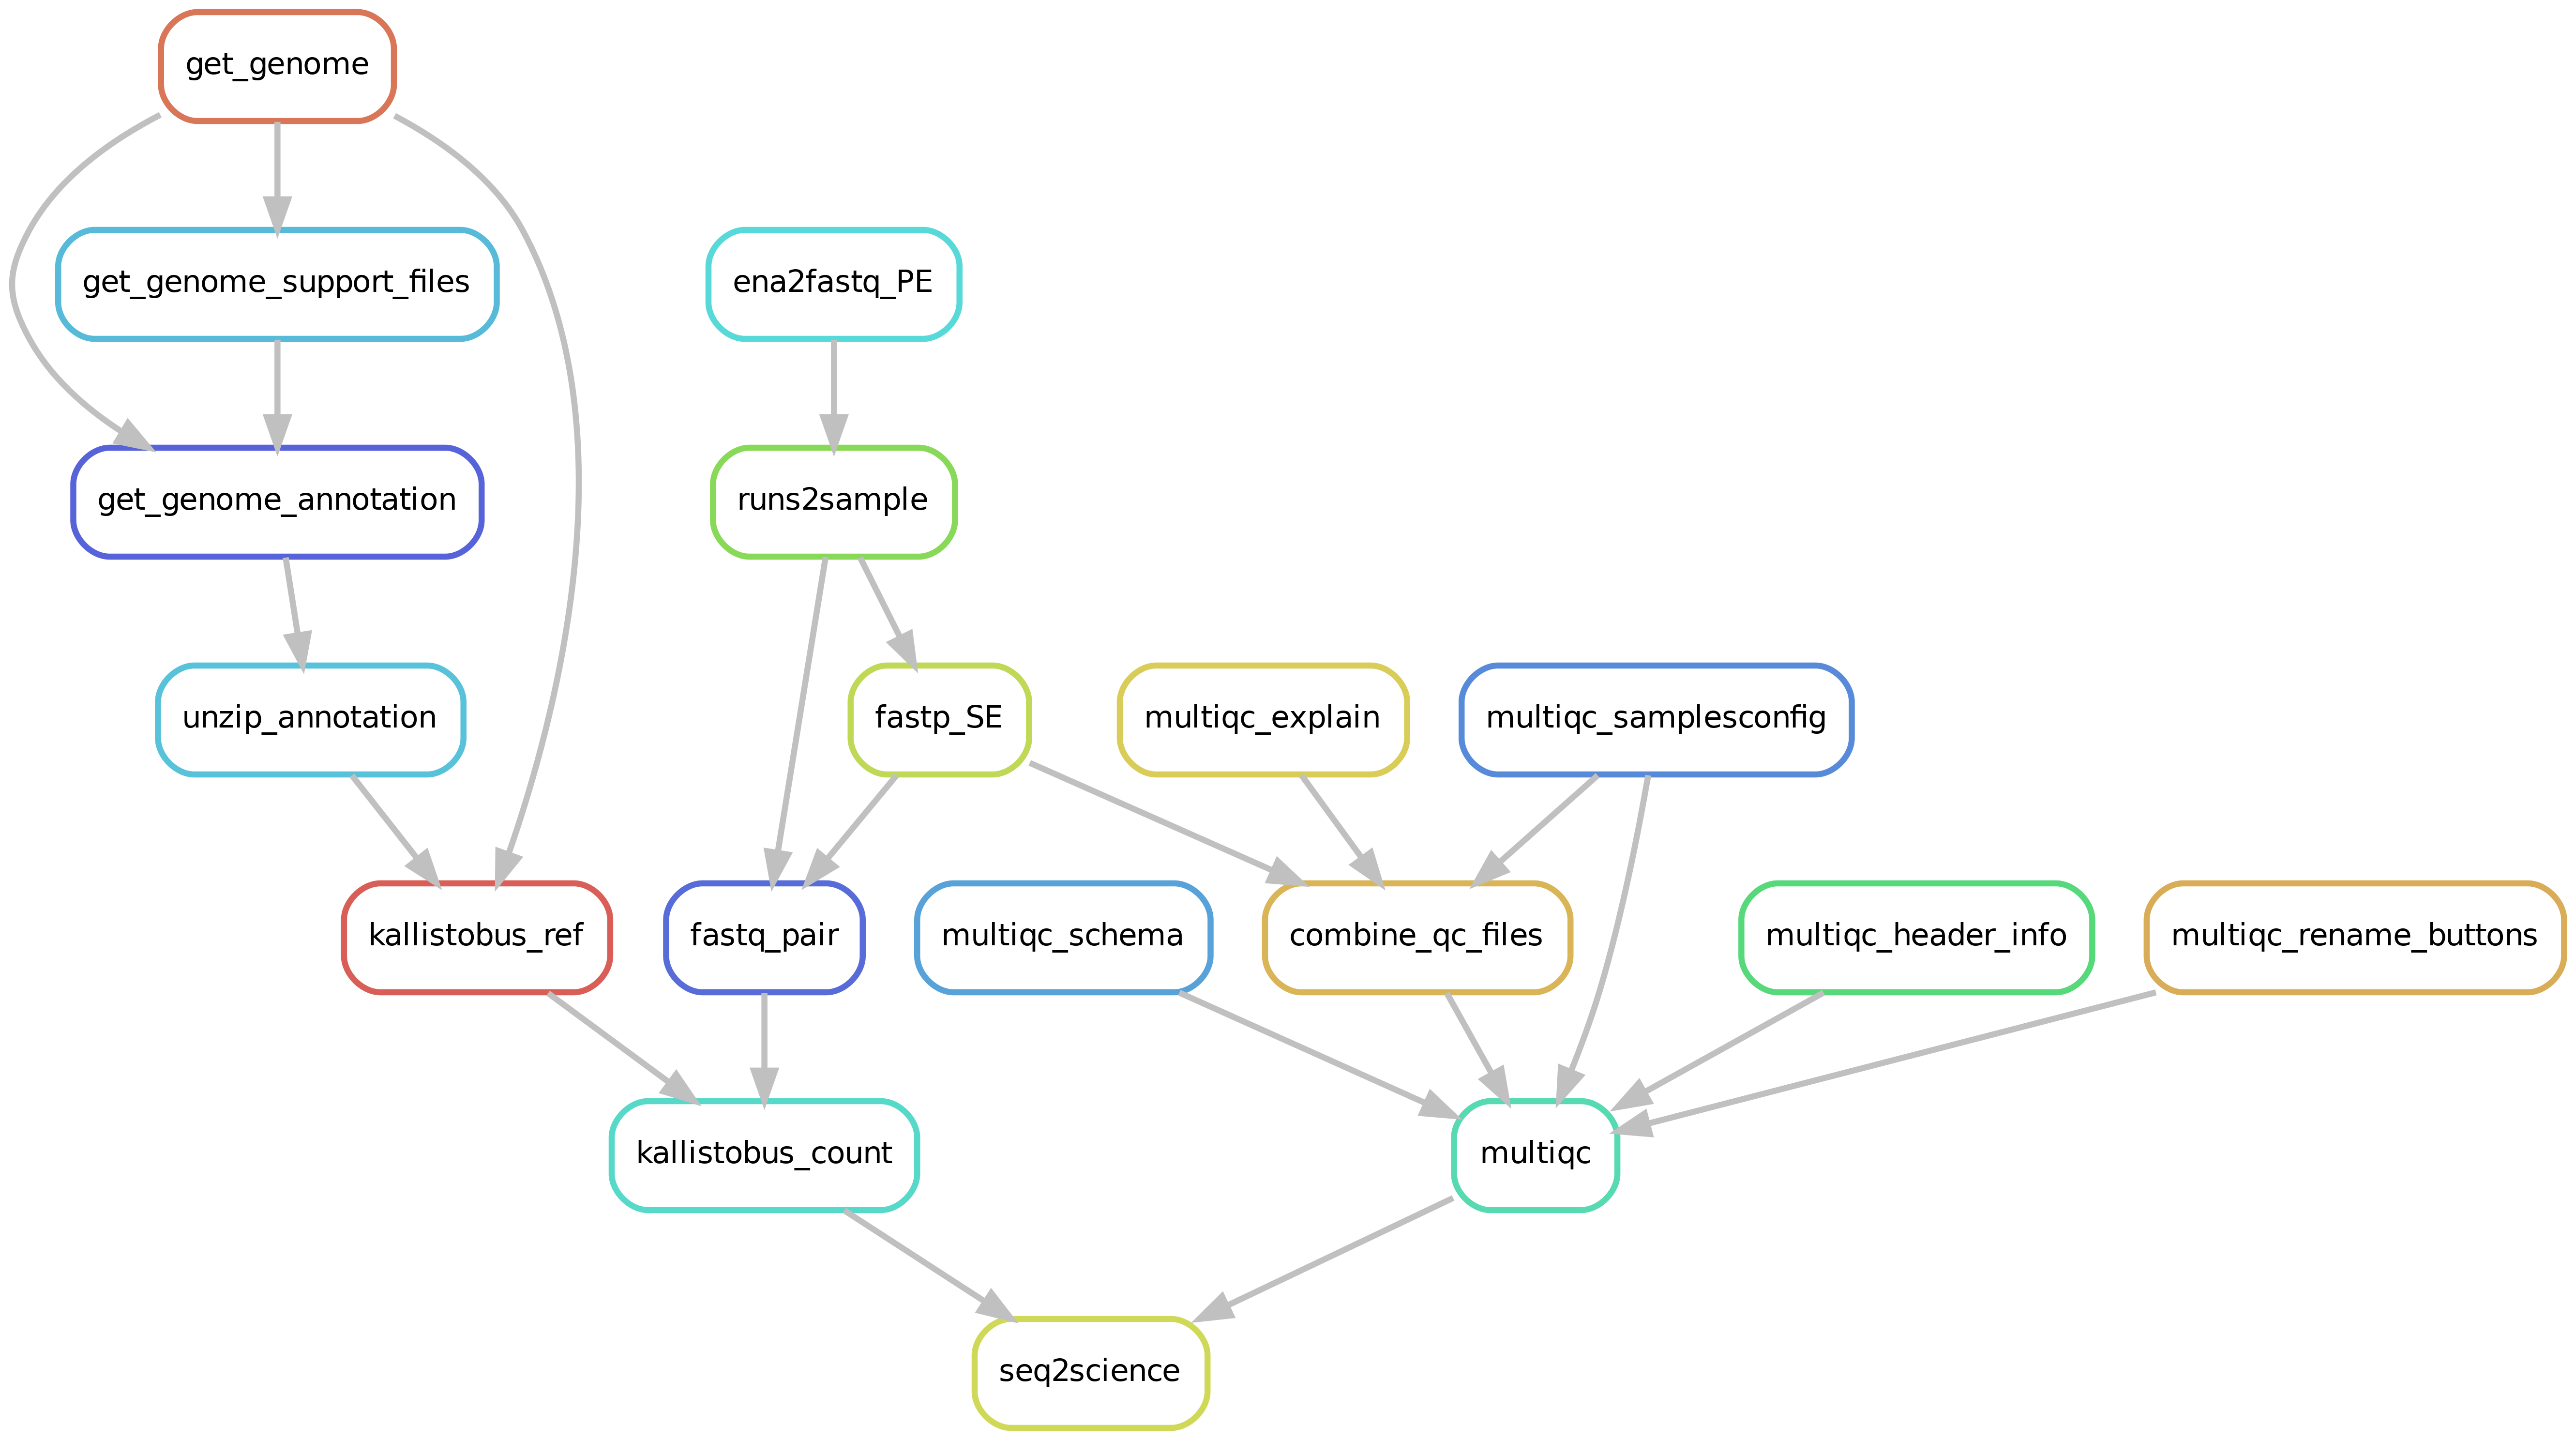 get_genome
get_genome_support_files
ena2fastq_PE
get_genome_annotation
runs2sample
unzip_annotation
fastp_SE
multiqc_explain
multiqc_samplesconfig
kallistobus_ref
fastq_pair
multiqc_schema
combine_qc_files
multiqc_header_info
multiqc_rename_buttons
kallistobus_count
multiqc
seq2science